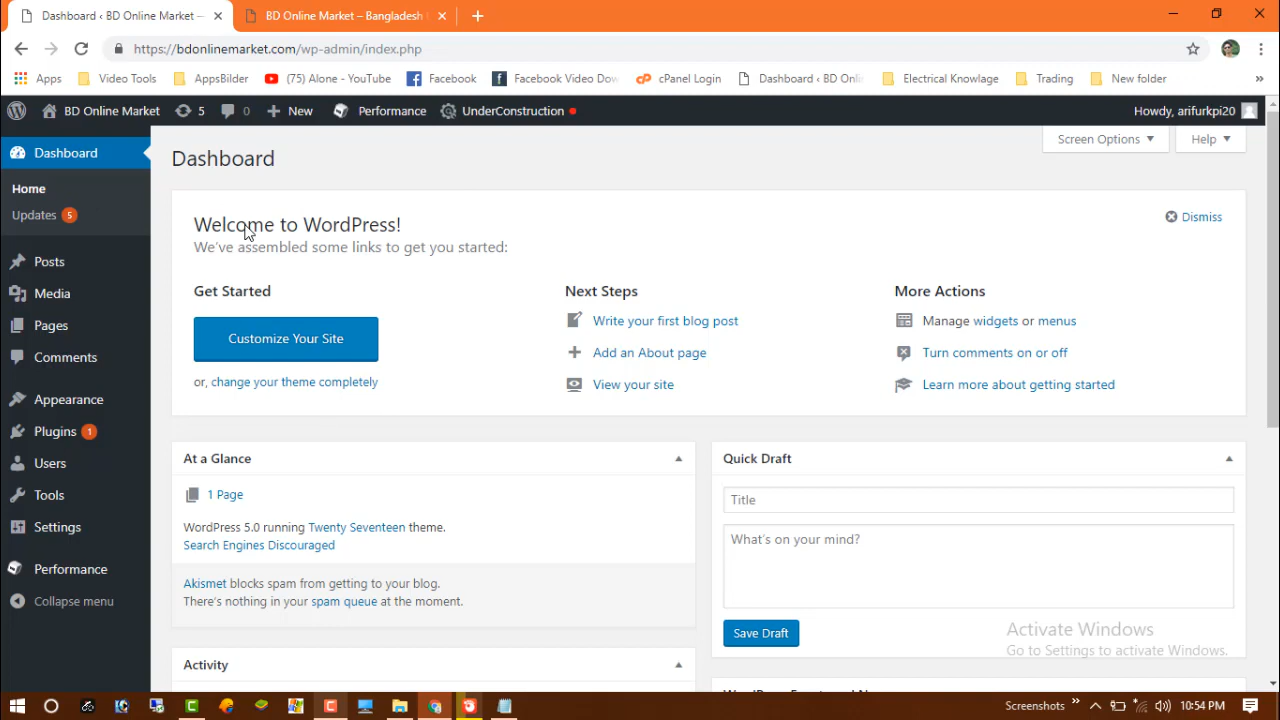 Dashboard ‹ BD Online Market —
BD Online Market – Bangladesh
https://bdonlinemarket.com/wp-admin/index.php
Apps
Video Tools
AppsBilder
(75) Alone - YouTube
Facebook
Facebook Video Dow
cPanel Login
Dashboard ‹ BD Onli
Electrical Knowlage
Trading
New folder
»
BD Online Market
5
0
New
Performance
UnderConstruction
Howdy, arifurkpi20
Dashboard
Home
Updates 5
Posts
Media
Pages
Comments
Appearance
Plugins 1
Users
Tools
Settings
Performance
Collapse menu
Dashboard
Screen Options
Help
Welcome to WordPress!
We've assembled some links to get you started:
Dismiss
Get Started
Customize Your Site
or, change your theme completely
Next Steps
Write your first blog post
Add an About page
View your site
More Actions
Manage widgets or menus
Turn comments on or off
Learn more about getting started
At a Glance
1 Page
WordPress 5.0 running Twenty Seventeen theme.
Search Engines Discouraged
Akismet blocks spam from getting to your blog.
There's nothing in your spam queue at the moment.
Activity
Quick Draft
Title
What's on your mind?
Save Draft
Activate Windows
Go to Settings to activate Windows.
Screenshots
»
10:54 PM